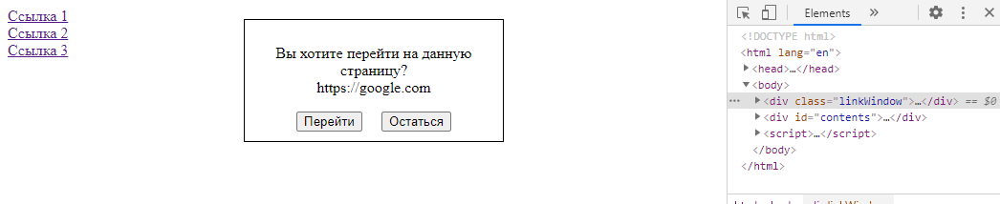 Ссылка 1
Ссылка 2
Ссылка 3
Вы хотите перейти на данную
страницу?
https://google.com
Перейти Остаться
Elements »
<!DOCTYPE html>
<html lang="en">
<head>…</head>
<body>
<div class="linkWindow">…</div> == $0
<div id="contents">…</div>
<script>…</script>
</body>
</html>